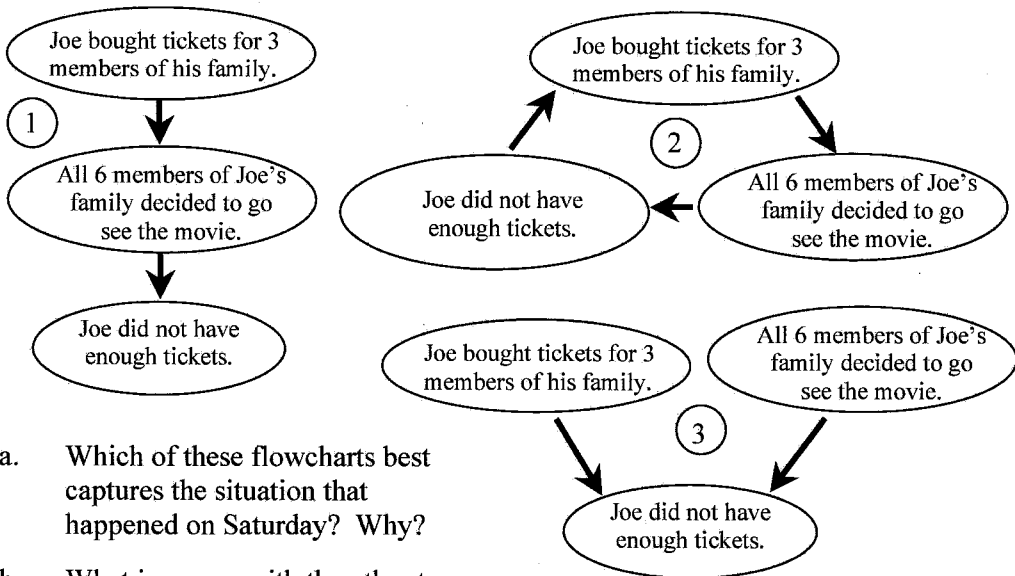 Joe bought tickets for 3
members of his family.
1
All 6 members of Joe's
family decided to go
see the movie.
Joe did not have
enough tickets.
Joe bought tickets for 3
members of his family.
2
Joe did not have
enough tickets.
All 6 members of Joe's
family decided to go
see the movie.
Joe bought tickets for 3
members of his family.
All 6 members of Joe's
family decided to go
see the movie.
3
Joe did not have
enough tickets.
a. Which of these flowcharts best
captures the situation that
happened on Saturday? Why?